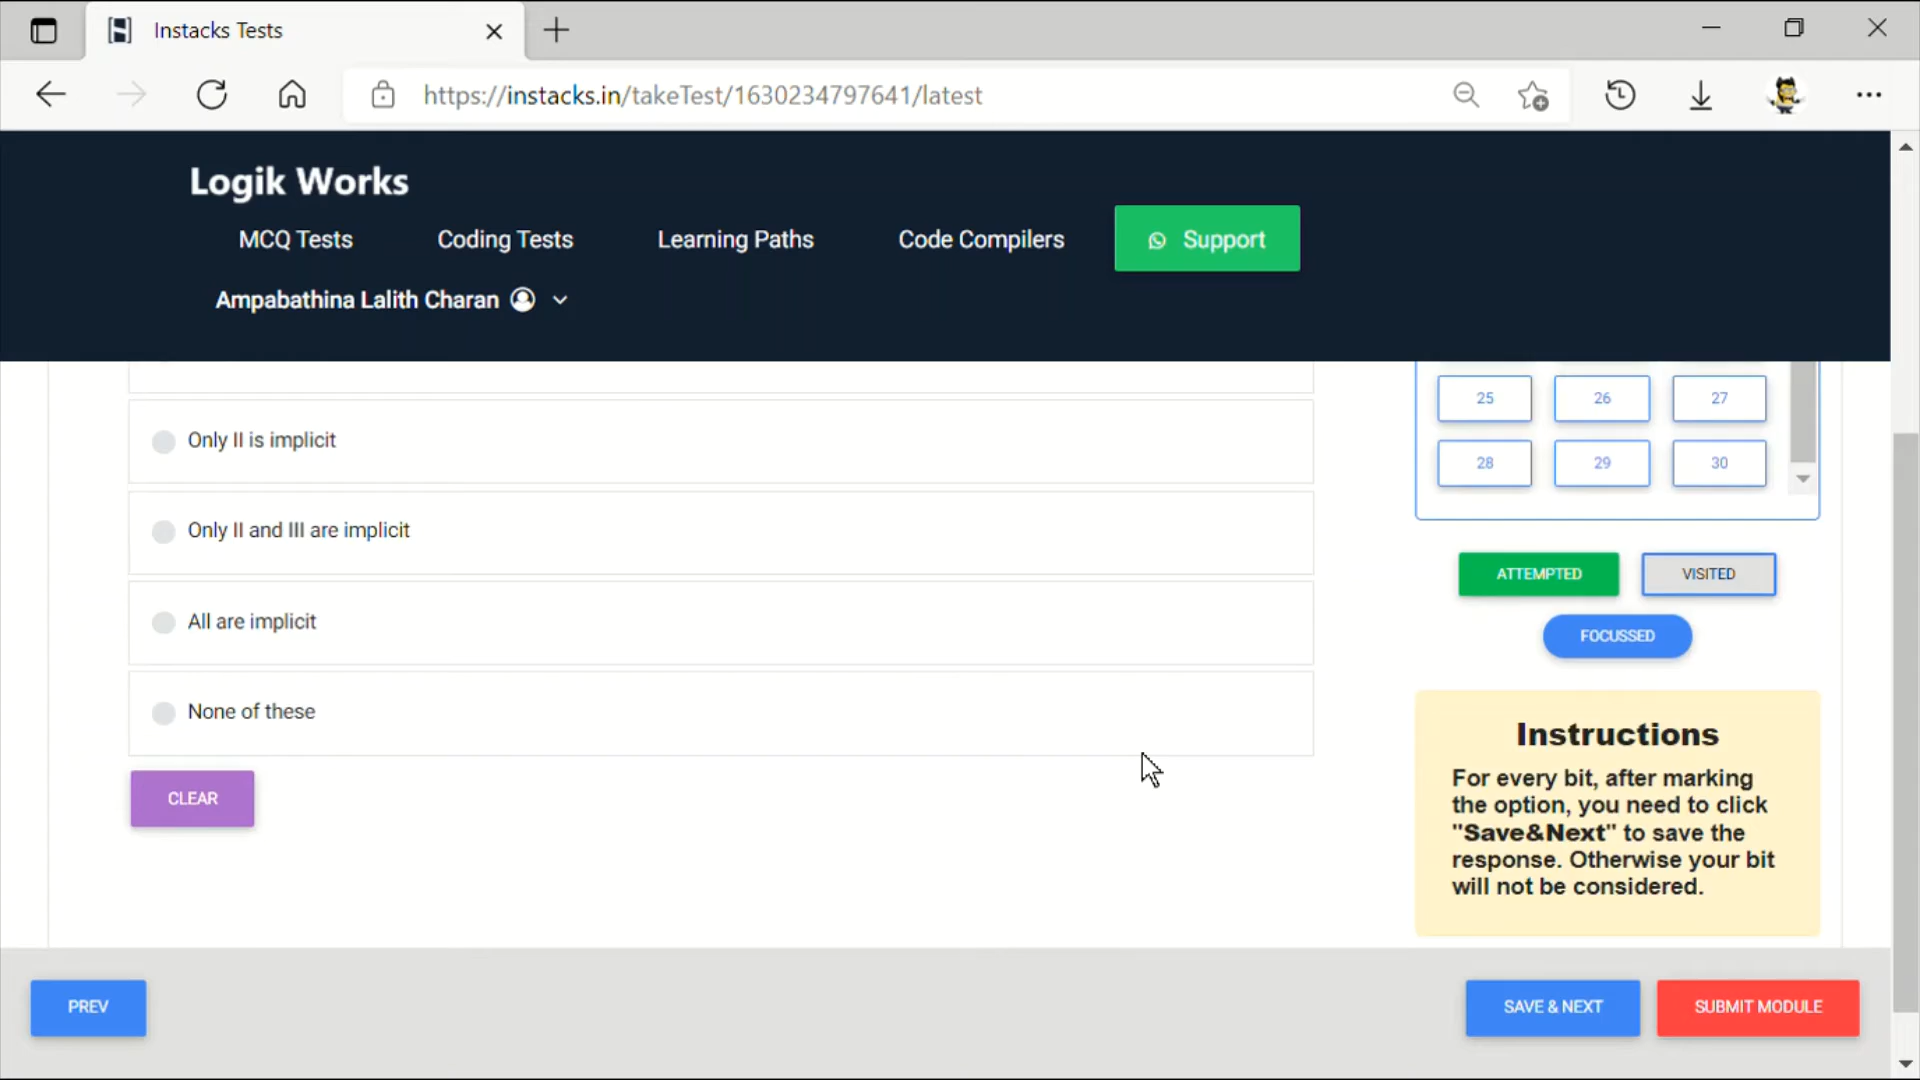 Instacks Tests
https://instacks.in/takeTest/1630234797641/latest
Logik Works
MCQ Tests
Coding Tests
Learning Paths
Code Compilers
Support
Ampabathina Lalith Charan
Only II is implicit
Only II and III are implicit
All are implicit
None of these
CLEAR
25
26
27
28
29
30
ATTEMPTED
VISITED
FOCUSSED
Instructions
For every bit, after marking
the option, you need to click
"Save&Next" to save the
response. Otherwise your bit
will not be considered.
PREV
SAVE & NEXT
SUBMIT MODULE